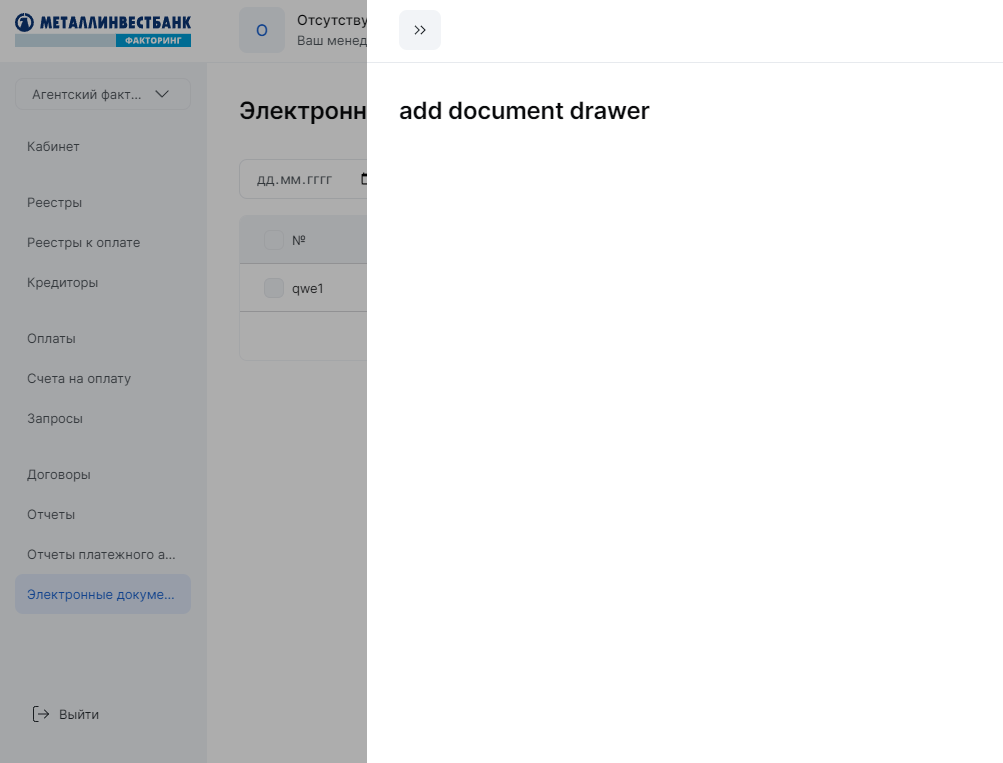 МЕТАЛЛИНВЕСТБАНК
ФАКТОРИНГ
Агентский факт...
Кабинет
Реестры
Реестры к оплате
Кредиторы
Оплаты
Счета на оплату
Запросы
Договоры
Отчеты
Отчеты платежного а...
Электронные докуме...
Выйти
О
Отсутству
Ваш менед
Электронн
дд.мм.гггг
№
qwe1
add document drawer